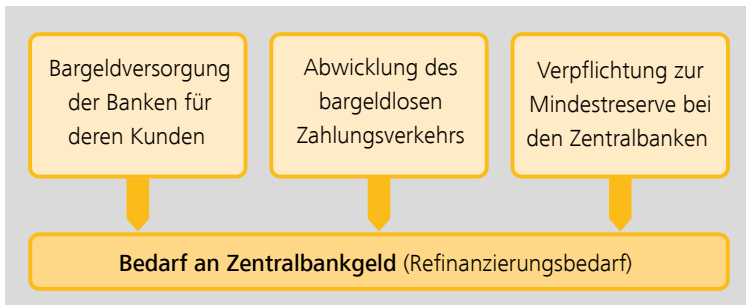 Bargeldversorgung
der Banken für
deren Kunden
Abwicklung des
bargeldlosen
Zahlungsverkehrs
Verpflichtung zur
Mindestreserve bei
den Zentralbanken
Bedarf an Zentralbankgeld (Refinanzierungsbedarf)